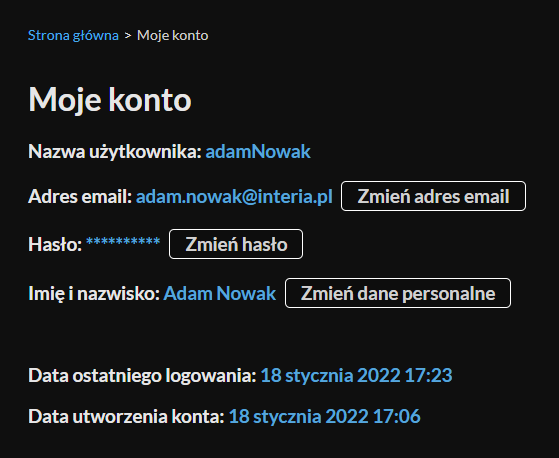 Strona główna > Moje konto
Moje konto
Nazwa użytkownika: adamNowak
Adres email: adam.nowak@interia.pl Zmień adres email
Hasło: ********** Zmień hasło
Imię i nazwisko: Adam Nowak Zmień dane personalne
Data ostatniego logowania: 18 stycznia 2022 17:23
Data utworzenia konta: 18 stycznia 2022 17:06